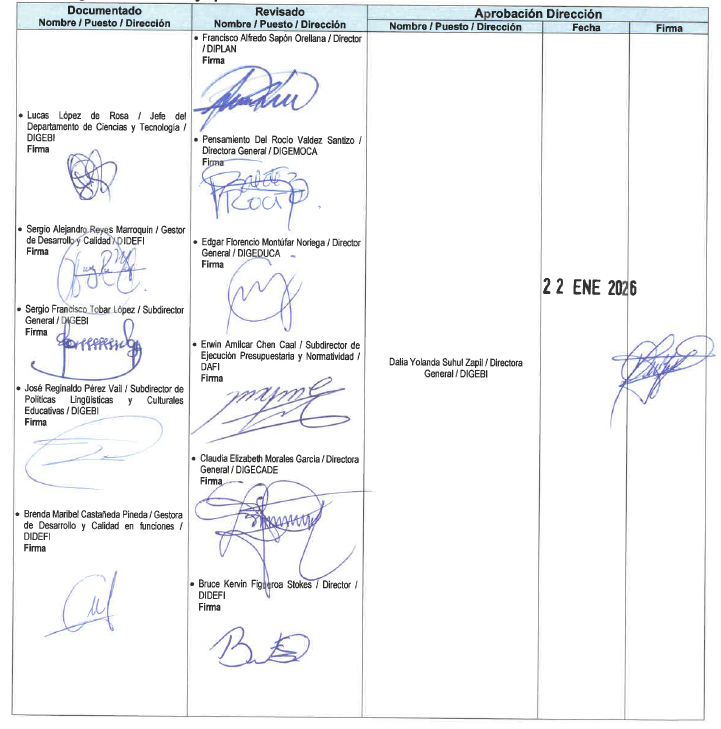 Documentado
Nombre / Puesto / Dirección
Revisado
Nombre / Puesto / Dirección
Aprobación Dirección
Nombre / Puesto / Dirección
Fecha
Firma
• Lucas López de Rosa / Jefe del
Departamento de Ciencias y Tecnología /
DIGEBI
Firma
• Sergio Alejandro Reyes Marroquín / Gestor
de Desarrollo y Calidad / DIDEFI
Firma
• Sergio Francisco Tobar López / Subdirector
General / DIGEBI
Firma
• José Reginaldo Pérez Vail / Subdirector de
Políticas Lingüísticas y Culturales
Educativas / DIGEBI
Firma
• Brenda Maribel Castañeda Pineda / Gestora
de Desarrollo y Calidad en funciones /
DIDEFI
Firma
• Francisco Alfredo Sapón Orellana / Director
/ DIPLAN
Firma
• Pensamiento Del Rocío Valdez Santizo /
Directora General / DIGEMOCA
Firma
• Edgar Florencio Montúfar Noriega / Director
General / DIGEDUCA
Firma
• Erwin Amilcar Chen Caal / Subdirector de
Ejecución Presupuestaria y Normatividad /
DAFI
Firma
• Claudia Elizabeth Morales García / Directora
General / DIGECADE
Firma
• Bruce Kervin Figueroa Stokes / Director /
DIDEFI
Firma
Dalia Yolanda Suhul Zapil / Directora
General / DIGEBI
22 ENE 2026